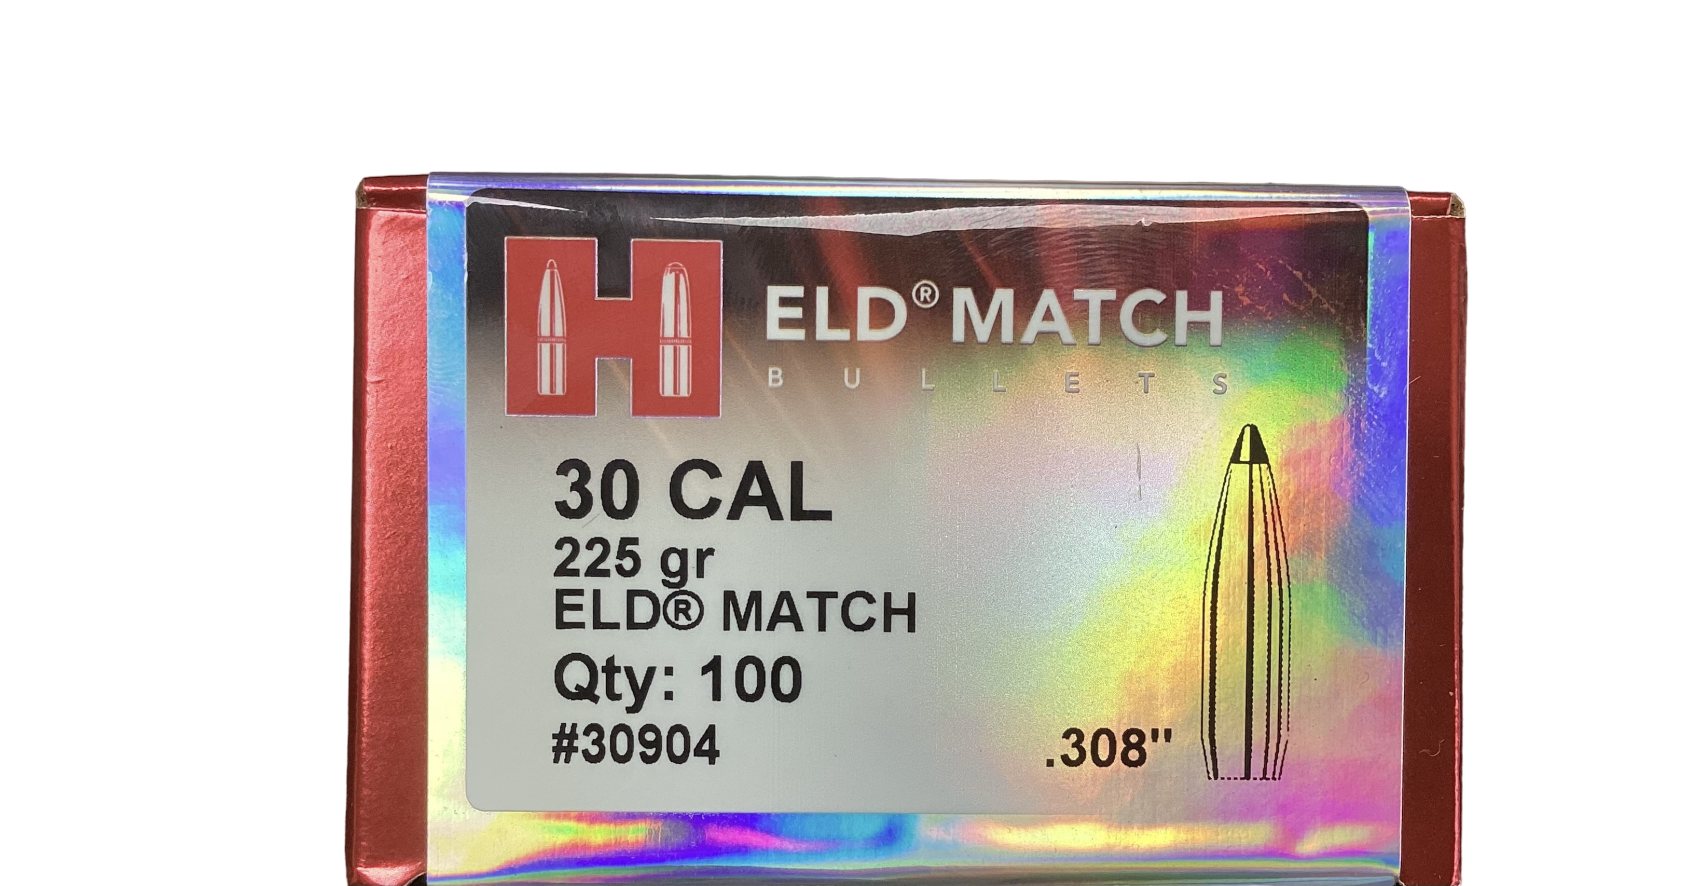 ELD® MATCH
BULLETS
30 CAL
225 gr
ELD® MATCH
Qty: 100
#30904
.308"